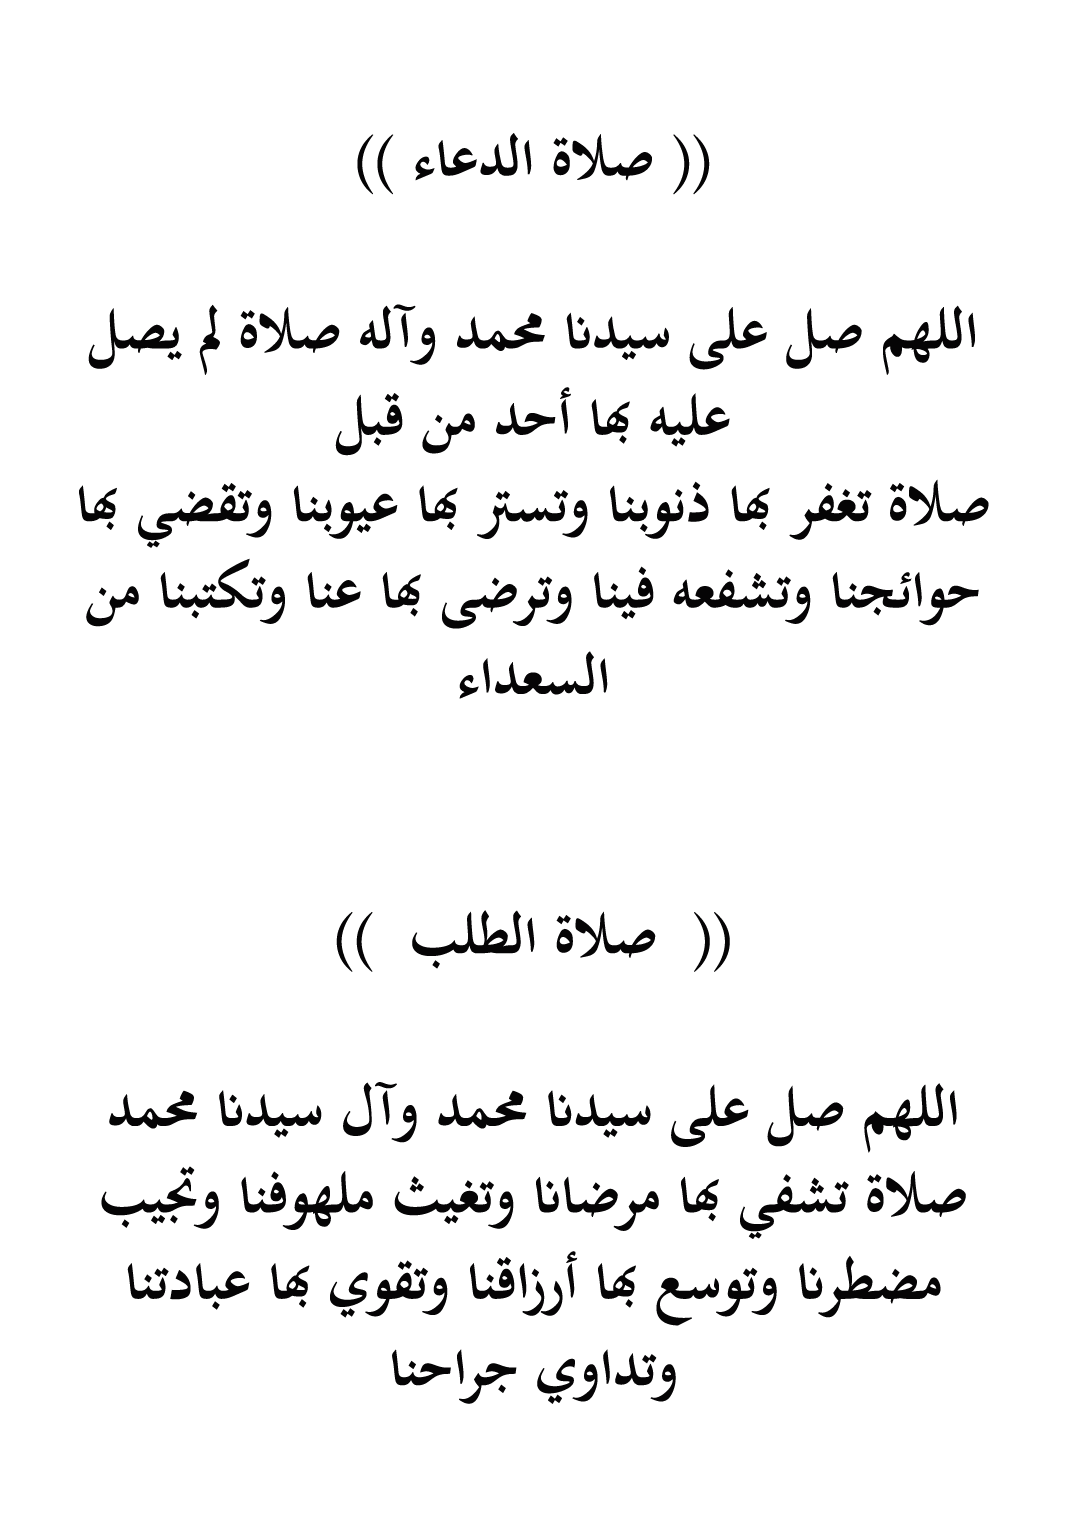 (( صلاة الدعاء ))
اللهم صل على سيدنا محمد وآله صلاة لم يصل
عليه بها أحد من قبل
صلاة تغفر بها ذنوبنا وتستر بها عيوبنا وتقضي بها
حوائجنا وتشفعه فينا وترضى بها عنا وتكتبنا من
السعداء
(( صلاة الطلب ))
اللهم صل على سيدنا محمد وآل سيدنا محمد
صلاة تشفي بها مرضانا وتغيث ملهوفنا وتجيب
مضطرنا وتوسع بها أرزاقنا وتقوي بها عبادتنا
وتداوي جراحنا